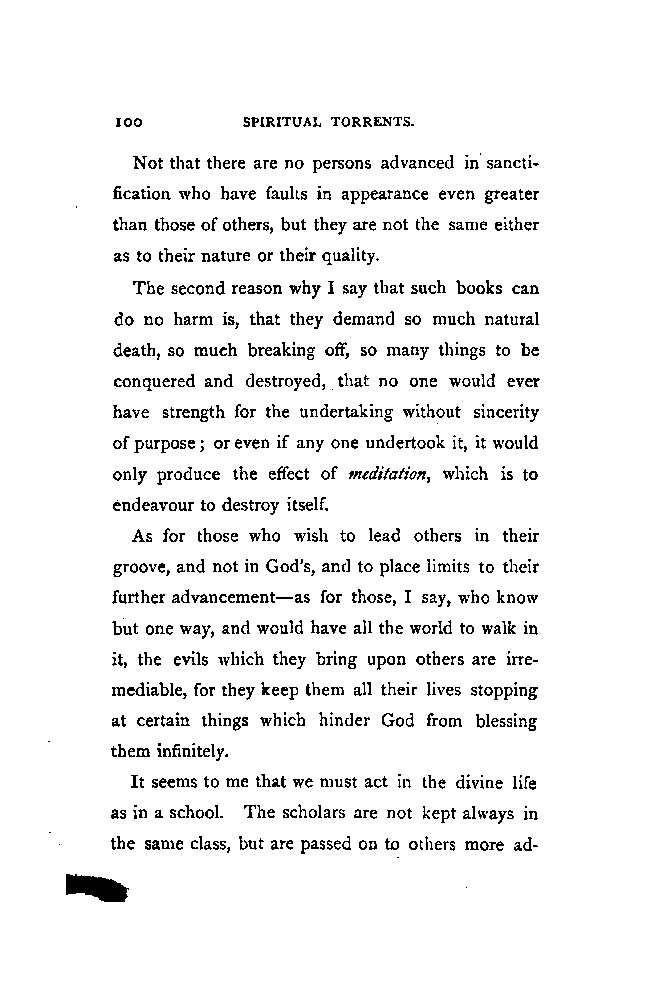 100 SPIRITUAL TORRENTS.
Not that there are no persons advanced in sancti-
fication who have faults in appearance even greater
than those of others, but they are not the same either
as to their nature or their quality.
The second reason why I say that such books can
do no harm is, that they demand so much natural
death, so much breaking off, so many things to be
conquered and destroyed, that no one would ever
have strength for the undertaking without sincerity
of purpose; or even if any one undertook it, it would
only produce the effect of meditation, which is to
endeavour to destroy itself.
As for those who wish to lead others in their
groove, and not in God's, and to place limits to their
further advancement—as for those, I say, who know
but one way, and would have all the world to walk in
it, the evils which they bring upon others are irre-
mediable, for they keep them all their lives stopping
at certain things which hinder God from blessing
them infinitely.
It seems to me that we must act in the divine life
as in a school. The scholars are not kept always in
the same class, but are passed on to others more ad-